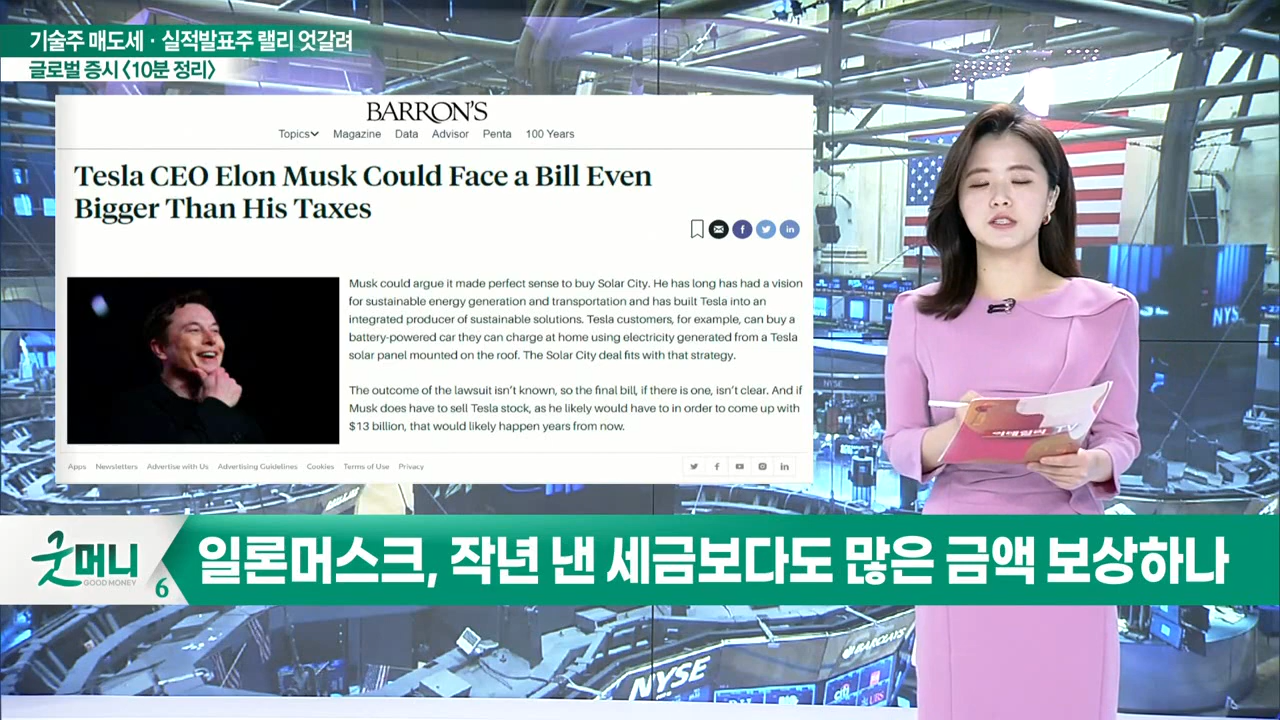 기술주 매도세 · 실적발표주 랠리 엇갈려
글로벌 증시 <10분 정리>
BARRON'S
Topics Magazine Data Advisor Penta 100 Years
Tesla CEO Elon Musk Could Face a Bill Even
Bigger Than His Taxes
Musk could argue it made perfect sense to buy Solar City. He has long has had a vision
for sustainable energy generation and transportation and has built Tesla into an
integrated producer of sustainable solutions. Tesla customers, for example, can buy a
battery-powered car they can charge at home using electricity generated from a Tesla
solar panel mounted on the roof. The Solar City deal fits with that strategy.
The outcome of the lawsuit isn't known, so the final bill, if there is one, isn't clear. And if
Musk does have to sell Tesla stock, as he likely would have to in order to come up with
$13 billion, that would likely happen years from now.
Apps Newsletters Advertise with Us Advertising Guidelines Cookies Terms of Use Privacy
굿머니
GOOD MONEY
6
일론머스크, 작년 낸 세금보다도 많은 금액 보상하나
NYSE
NYS
NYSE
BARCLAYS
citi
UBS